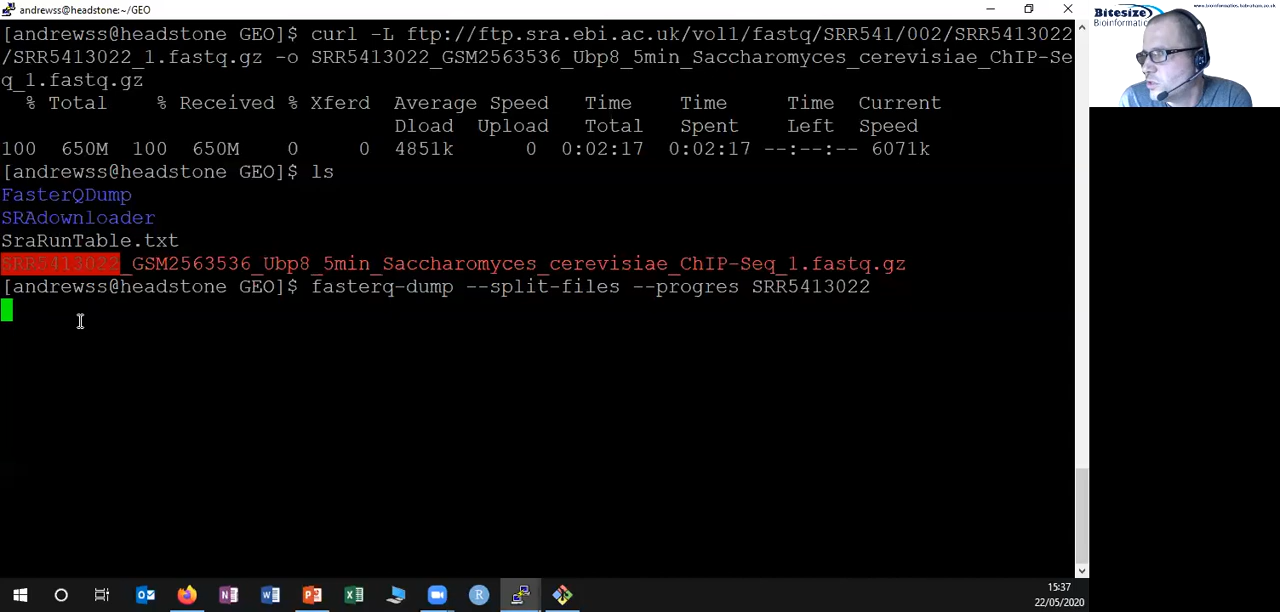 andrewss@headstone:~/GEO
[andrewss@headstone GEO]$ curl -L ftp://ftp.sra.ebi.ac.uk/vol1/fastq/SRR541/002/SRR5413022
/SRR5413022_1.fastq.gz -o SRR5413022_GSM2563536_Ubp8_5min_Saccharomyces_cerevisiae_ChIP-Se
q_1.fastq.gz
% Total % Received % Xferd Average Speed Time Time Time Current
Dload Upload Total Spent Left Speed
100 650M 100 650M 0 0 4851k 0 0:02:17 0:02:17 --:--:-- 6071k
[andrewss@headstone GEO]$ ls
FasterQDump
SRAdownloader
SraRunTable.txt
SRR5413022_GSM2563536_Ubp8_5min_Saccharomyces_cerevisiae_ChIP-Seq_1.fastq.gz
[andrewss@headstone GEO]$ fasterq-dump --split-files --progres SRR5413022
Bitesize
Bioinformatics
15:37
22/05/2020